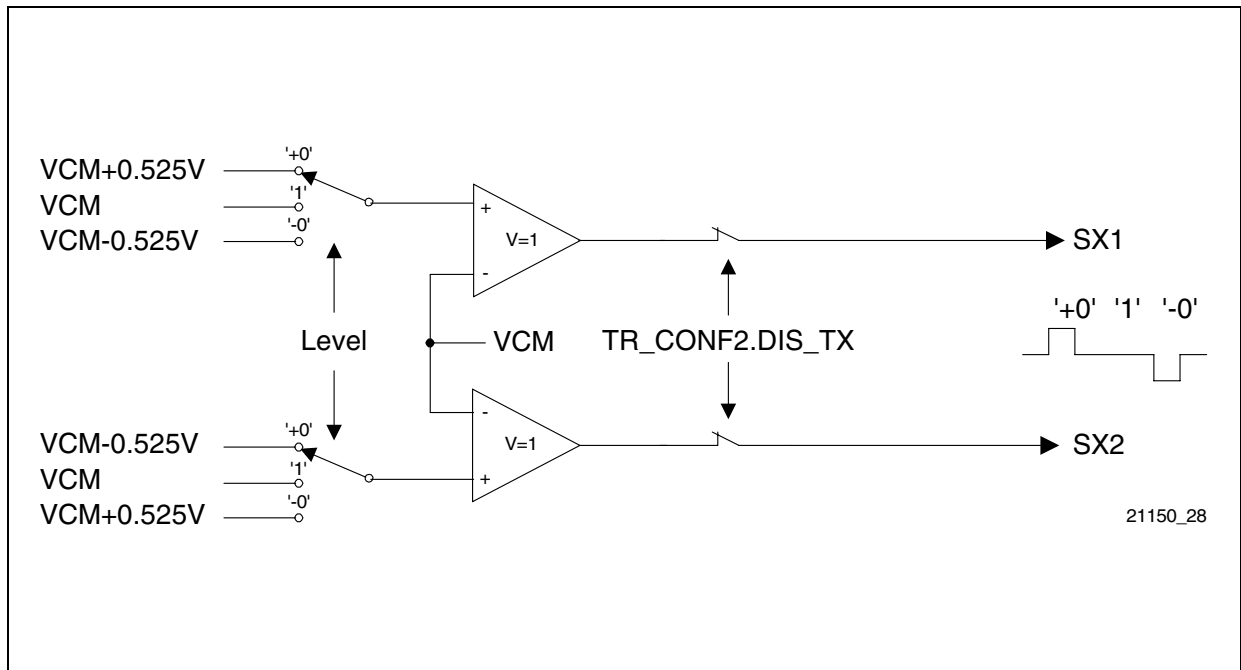 VCM+0.525V
'+0'
VCM
'1'
VCM-0.525V
'-0'
+
V=1
-
SX1
Level
VCM
TR_CONF2.DIS_TX
'+0' '1' '-0'
VCM-0.525V
'+0'
VCM
'1'
VCM+0.525V
'-0'
-
V=1
+
SX2
21150_28